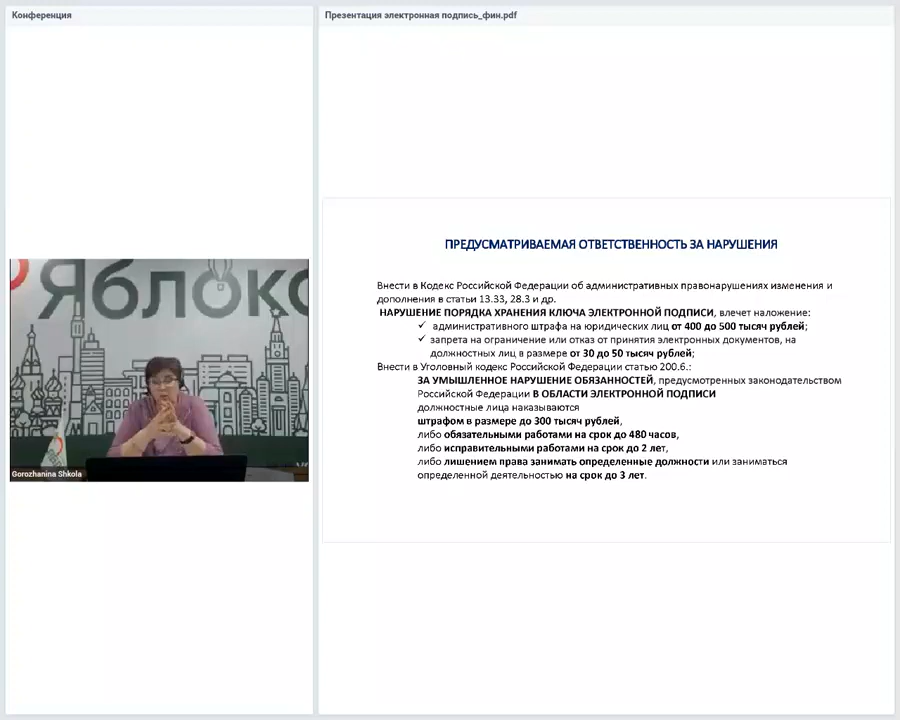 Конференция
Презентация электронная подпись_фин.pdf
Яблоко
Gorozhanina Shkola
ПРЕДУСМАТРИВАЕМАЯ ОТВЕТСТВЕННОСТЬ ЗА НАРУШЕНИЯ
Внести в Кодекс Российской Федерации об административных правонарушениях изменения и
дополнения в статьи 13.33, 28.3 и др.
НАРУШЕНИЕ ПОРЯДКА ХРАНЕНИЯ КЛЮЧА ЭЛЕКТРОННОЙ ПОДПИСИ, влечет наложение:
✓ административного штрафа на юридических лиц от 400 до 500 тысяч рублей;
✓ запрета на ограничение или отказ от принятия электронных документов, на
должностных лиц в размере от 30 до 50 тысяч рублей;
Внести в Уголовный кодекс Российской Федерации статью 200.6.:
ЗА УМЫШЛЕННОЕ НАРУШЕНИЕ ОБЯЗАННОСТЕЙ, предусмотренных законодательством
Российской Федерации В ОБЛАСТИ ЭЛЕКТРОННОЙ ПОДПИСИ
должностные лица наказываются
штрафом в размере до 300 тысяч рублей,
либо обязательными работами на срок до 480 часов,
либо исправительными работами на срок до 2 лет,
либо лишением права занимать определенные должности или заниматься
определенной деятельностью на срок до 3 лет.